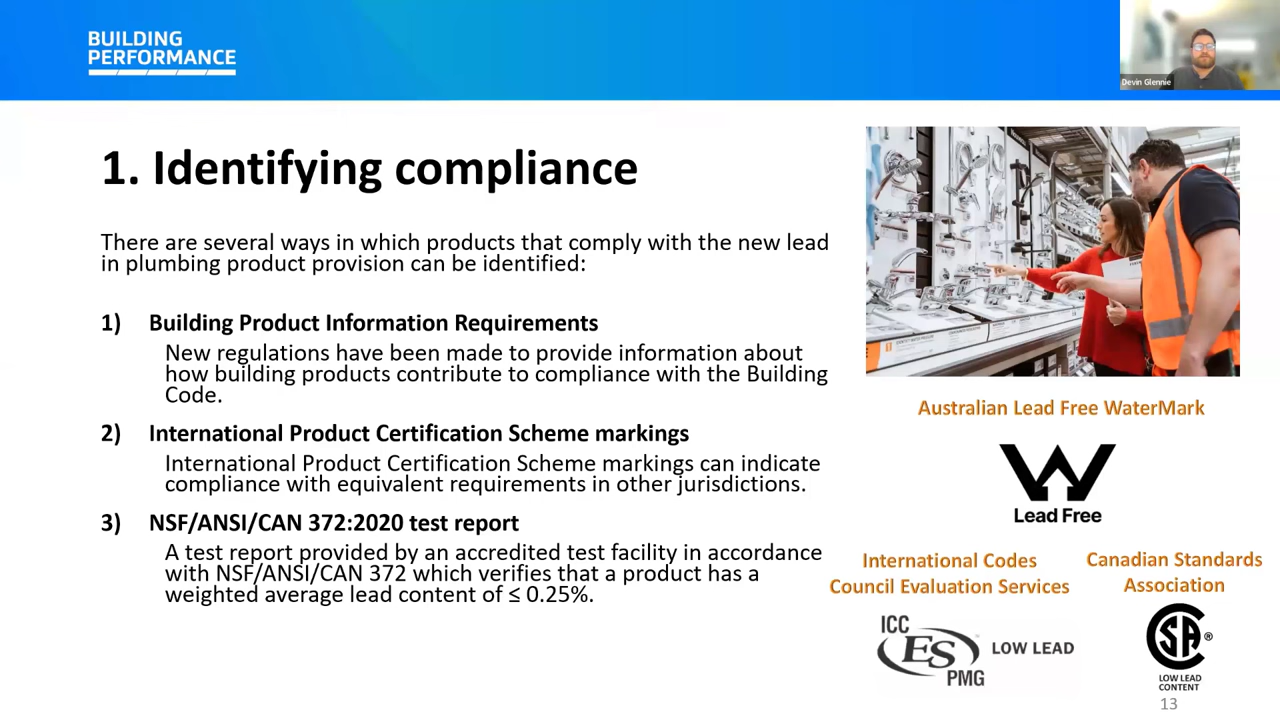 BUILDING
PERFORMANCE
Devin Glennie
1. Identifying compliance
There are several ways in which products that comply with the new lead
in plumbing product provision can be identified:
1) Building Product Information Requirements
New regulations have been made to provide information about
how building products contribute to compliance with the Building
Code.
2) International Product Certification Scheme markings
International Product Certification Scheme markings can indicate
compliance with equivalent requirements in other jurisdictions.
3) NSF/ANSI/CAN 372:2020 test report
A test report provided by an accredited test facility in accordance
with NSF/ANSI/CAN 372 which verifies that a product has a
weighted average lead content of ≤ 0.25%.
Australian Lead Free WaterMark
Lead Free
International Codes
Council Evaluation Services
ICC
ES
PMG
LOW LEAD
Canadian Standards
Association
CSA®
LOW LEAD
CONTENT
13